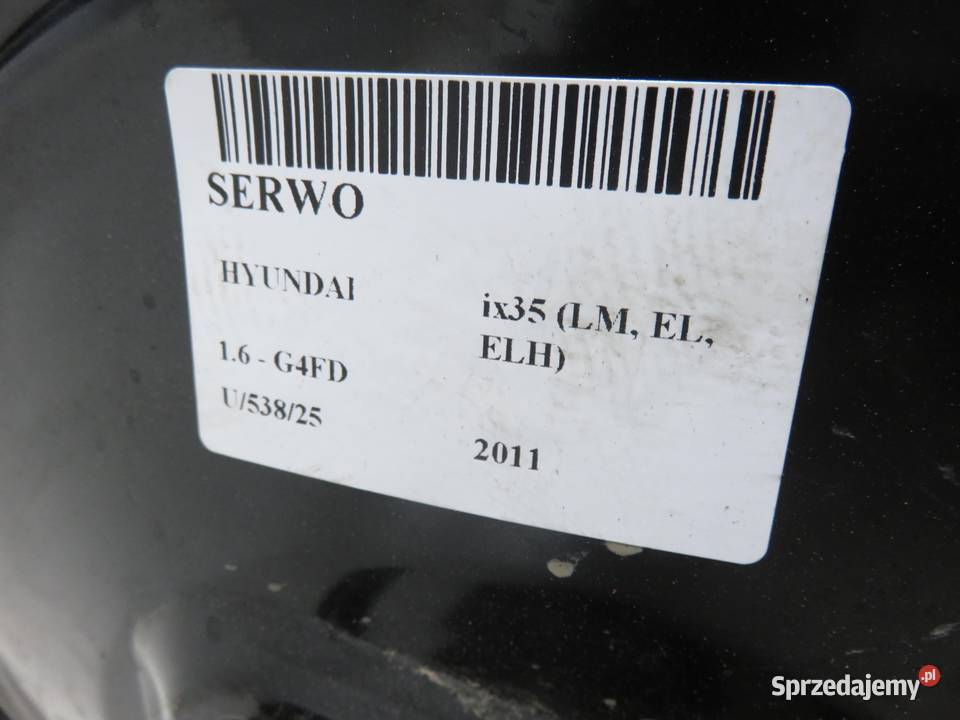 SERWO
HYUNDAI
ix35 (LM, EL,
ELH)
1.6 - G4FD
U/538/25
2011
Sprzedajemy.pl